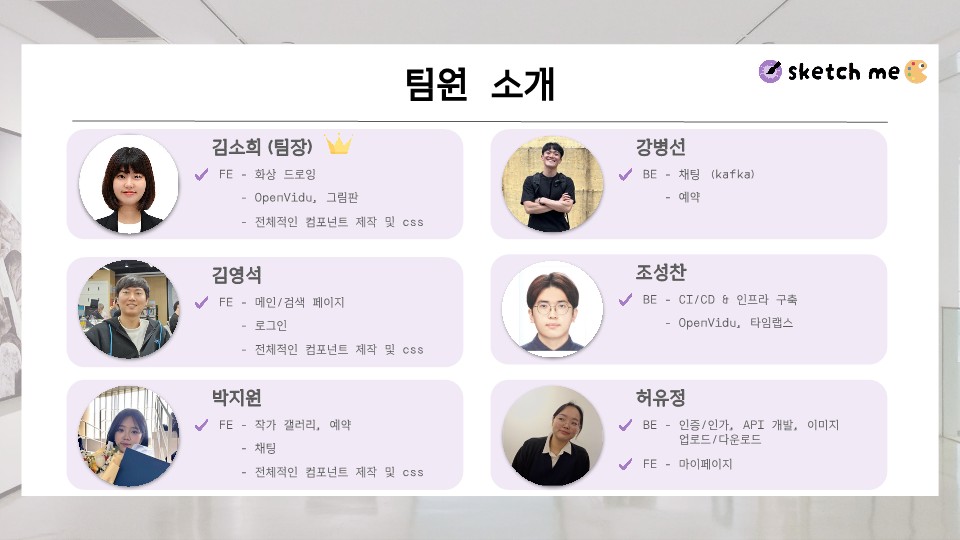 팀원 소개
sketch me
김소희 (팀장)
FE - 화상 드로잉
- OpenVidu, 그림판
- 전체적인 컴포넌트 제작 및 css
김영석
FE - 메인/검색 페이지
- 로그인
- 전체적인 컴포넌트 제작 및 css
박지원
FE - 작가 갤러리, 예약
- 채팅
- 전체적인 컴포넌트 제작 및 css
강병선
BE - 채팅 (kafka)
- 예약
조성찬
BE - CI/CD & 인프라 구축
- OpenVidu, 타임랩스
허유정
BE - 인증/인가, API 개발, 이미지
업로드/다운로드
FE - 마이페이지